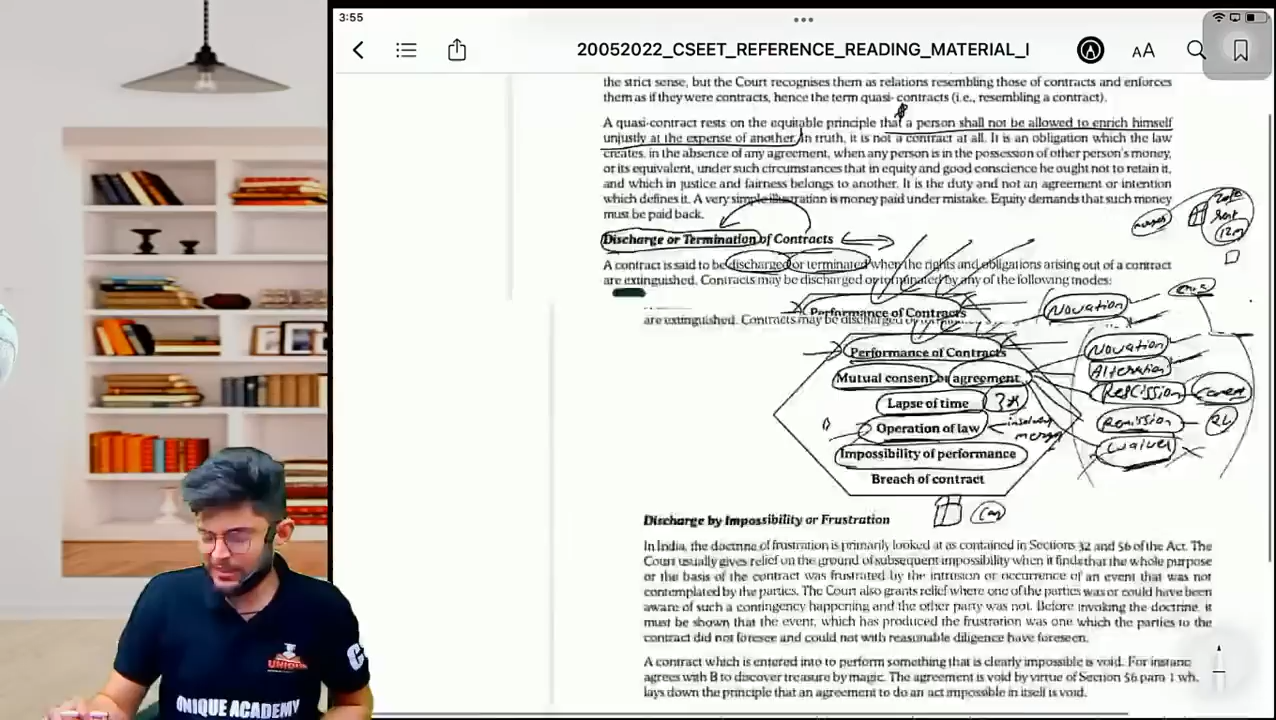 3:55
20052022_CSEET_REFERENCE_READING_MATERIAL_I
AA
the strict sense, but the Court recognises them as relations resembling those of contracts and enforces
them as if they were contracts, hence the term quasi- contracts (i.e., resembling a contract).
A quasi-contract rests on the equitable principle that a person shall not be allowed to enrich himself
unjustly at the expense of another. In truth, it is not a contract at all. It is an obligation which the law
creates, in the absence of any agreement, when any person is in the possession of other person's money,
or its equivalent, under such circumstances that in equity and good conscience he ought not to retain it,
and which in justice and fairness belongs to another. It is the duty and not an agreement or intention
which defines it. A very simple illustration is money paid under mistake. Equity demands that such money
must be paid back.
Discharge or Termination of Contracts
rent
12m
A contract is said to be discharged or terminated when the rights and obligations arising out of a contract
are extinguished. Contracts may be discharged or terminated by any of the following modes:
Performance of Contracts
Novation
are extinguished. Contracts may be discharged or
Performance of Contracts
Novation
Mutual consent or agreement
Alteration
Rescission
Lapse of time
Remission
Operation of law
insolvency
merger
Waiver
Impossibility of performance
Breach of contract
Discharge by Impossibility or Frustration
In India, the doctrine of frustration is primarily looked at as contained in Sections 32 and 56 of the Act. The
Court usually gives relief on the ground of subsequent impossibility when it finds that the whole purpose
or the basis of the contract was frustrated by the intrusion or occurrence of an event that was not
contemplated by the parties. The Court also grants relief where one of the parties was or could have been
aware of such a contingency happening and the other party was not. Before invoking the doctrine, it
must be shown that the event, which has produced the frustration was one which the parties to the
contract did not foresee and could not with reasonable diligence have foreseen.
A contract which is entered into to perform something that is clearly impossible is void. For instanc
agrees with B to discover treasure by magic. The agreement is void by virtue of Section 56 para 1 wh
lays down the principle that an agreement to do an act impossible in itself is void.
UNIQUE
UNIQUE ACADEMY